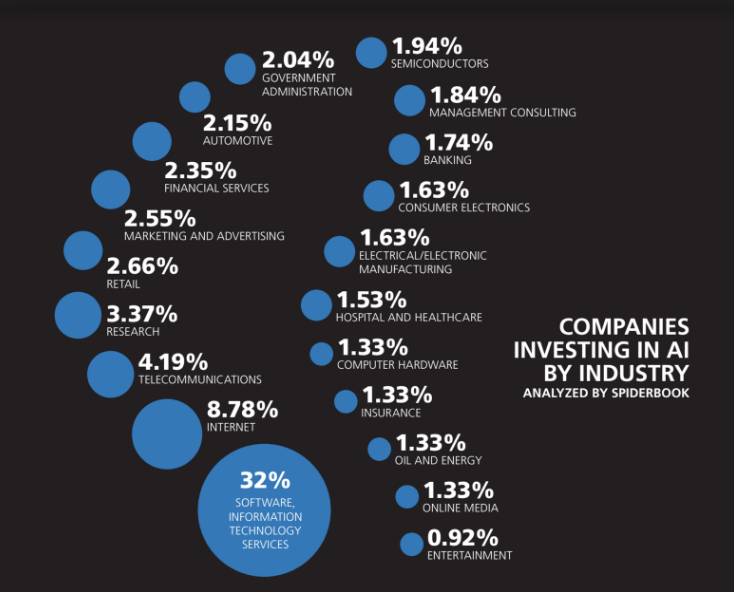 2.04%
GOVERNMENT
ADMINISTRATION
2.15%
AUTOMOTIVE
2.35%
FINANCIAL SERVICES
2.55%
MARKETING AND ADVERTISING
2.66%
RETAIL
3.37%
RESEARCH
4.19%
TELECOMMUNICATIONS
8.78%
INTERNET
32%
SOFTWARE,
INFORMATION
TECHNOLOGY
SERVICES
1.94%
SEMICONDUCTORS
1.84%
MANAGEMENT CONSULTING
1.74%
BANKING
1.63%
CONSUMER ELECTRONICS
1.63%
ELECTRICAL/ELECTRONIC
MANUFACTURING
1.53%
HOSPITAL AND HEALTHCARE
1.33%
COMPUTER HARDWARE
1.33%
INSURANCE
1.33%
OIL AND ENERGY
1.33%
ONLINE MEDIA
0.92%
ENTERTAINMENT
COMPANIES
INVESTING IN AI
BY INDUSTRY
ANALYZED BY SPIDERBOOK